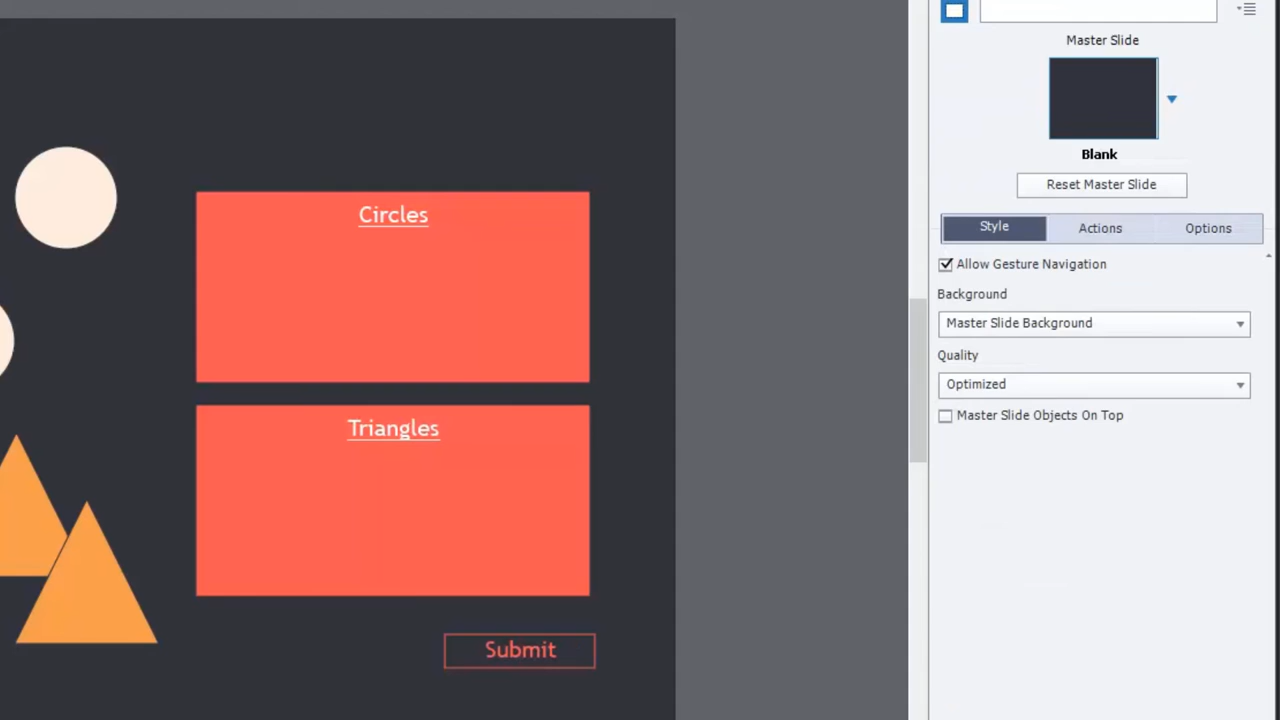 Master Slide
Blank
Reset Master Slide
Style Actions Options
Allow Gesture Navigation
Background
Master Slide Background
Quality
Optimized
Master Slide Objects On Top
Circles
Triangles
Submit